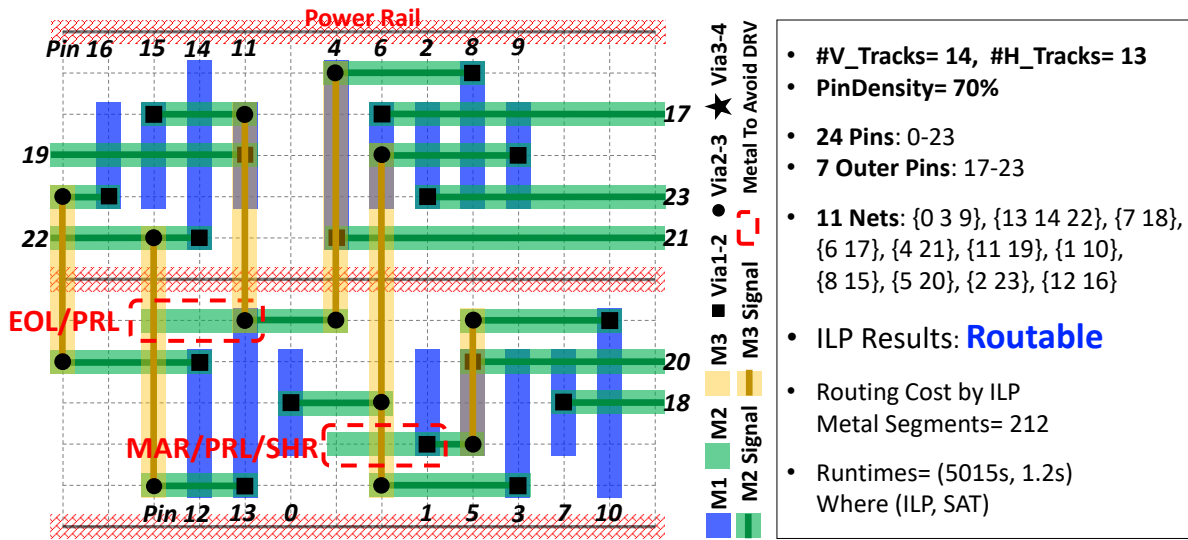 Power Rail
Pin 16 15 14 11 4 6 2 8 9
17
19
23
22
21
EOL/PRL
20
18
MAR/PRL/SHR
Pin 12 13 0 1 5 3 7 10
M1 M2 M3 Via1-2 Via2-3 Via3-4
M2 Signal M3 Signal Metal To Avoid DRV
• #V_Tracks= 14, #H_Tracks= 13
• PinDensity= 70%
• 24 Pins: 0-23
• 7 Outer Pins: 17-23
• 11 Nets: {0 3 9}, {13 14 22}, {7 18},
{6 17}, {4 21}, {11 19}, {1 10},
{8 15}, {5 20}, {2 23}, {12 16}
• ILP Results: Routable
• Routing Cost by ILP
Metal Segments= 212
• Runtimes= (5015s, 1.2s)
Where (ILP, SAT)